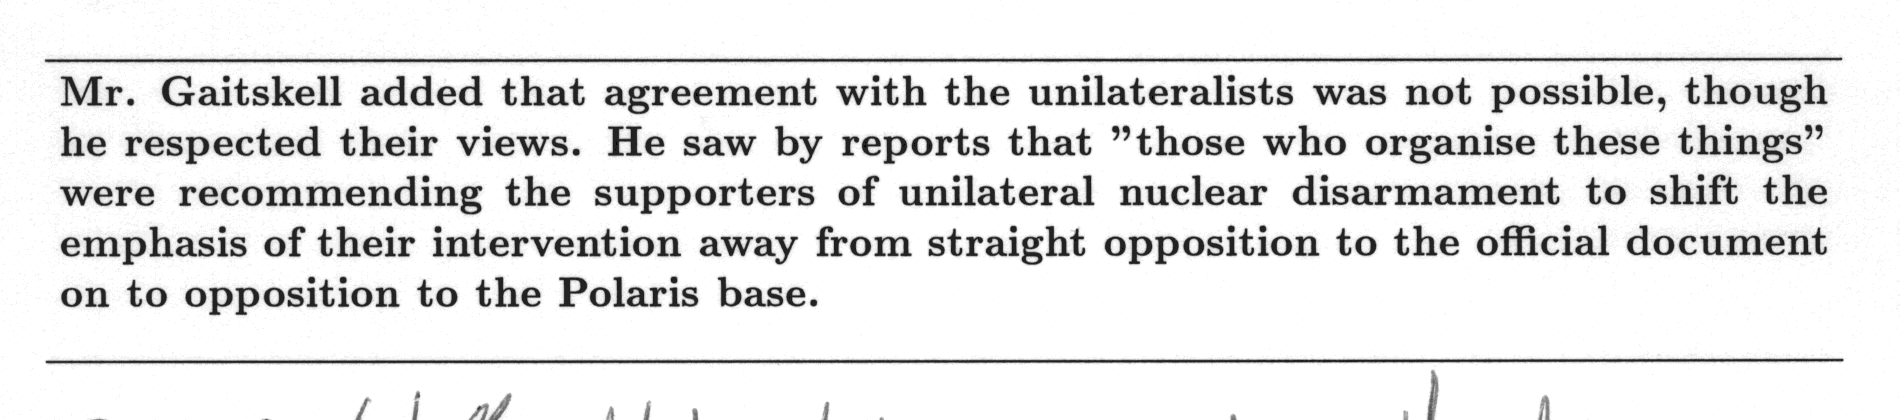 Mr. Gaitskell added that agreement with the unilateralists was not possible, though
he respected their views. He saw by reports that ”those who organise these things”
were recommending the supporters of unilateral nuclear disarmament to shift the
emphasis of their intervention away from straight opposition to the official document
on to opposition to the Polaris base.